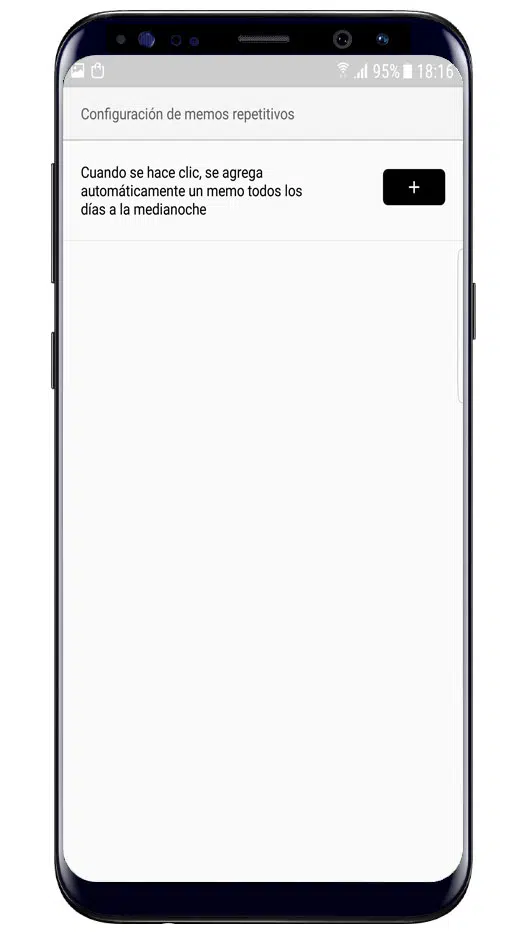 95% 18:16
Configuración de memos repetitivos
Cuando se hace clic, se agrega
automáticamente un memo todos los
días a la medianoche
+